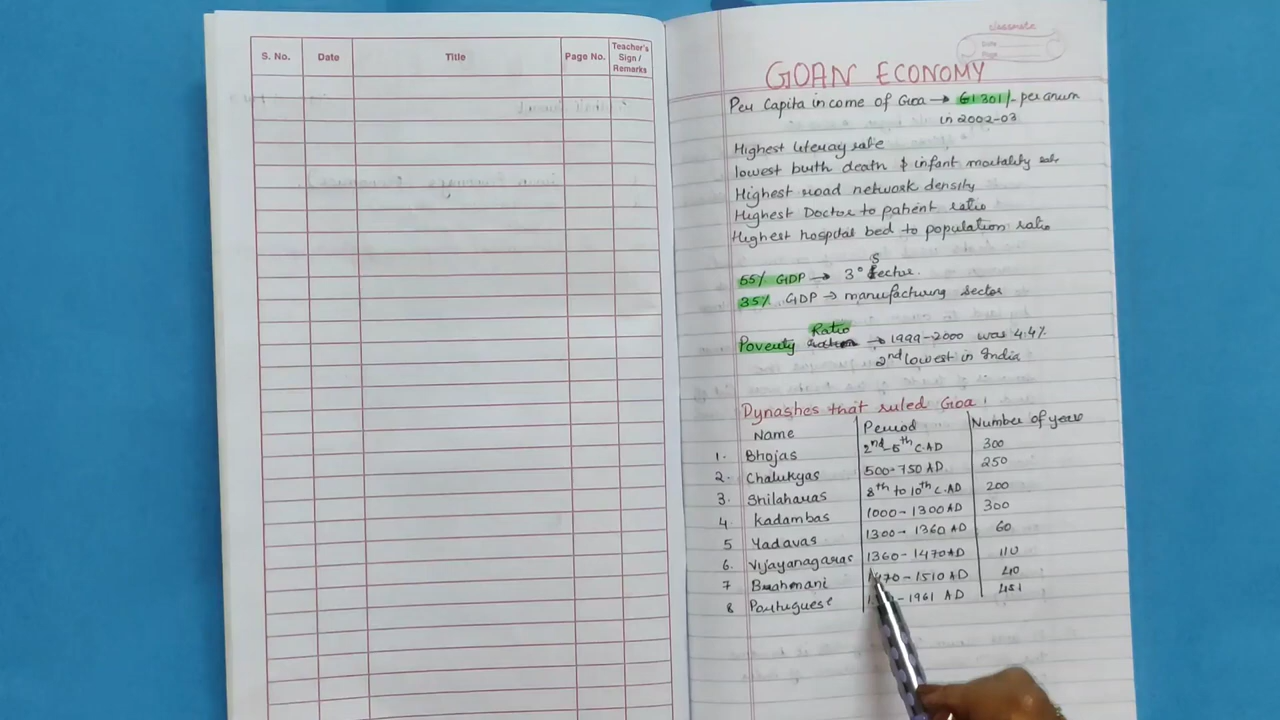 S. No. Date Title Page No. Teacher's Sign / Remarks
classmate
Date
Page
GOAN ECONOMY
Per Capita income of Goa → 61301/- per anum
in 2002-03
Highest literacy rate
lowest birth death & infant mortality rate
Highest road network density
Highest Doctor to patient ratio
Highest hospital bed to population ratio
55% GDP → 3° Sector.
35% GDP → manufacturing sector
Poverty Ratio → 1999-2000 was 4.4%
2nd lowest in India
Dynasties that ruled Goa
Name Period Number of years
1. Bhojas 2nd-5th C.AD 300
2. Chalukyas 500-750 AD 250
3. Shilaharas 8th to 10th C.AD 200
4 Kadambas 1000-1300 AD 300
5 Yadavas 1300-1360 AD 60
6. Vijayanagaras 1360-1470 AD 110
7 Brahmani 1470-1510 AD 40
8 Portuguese -1961 AD 451